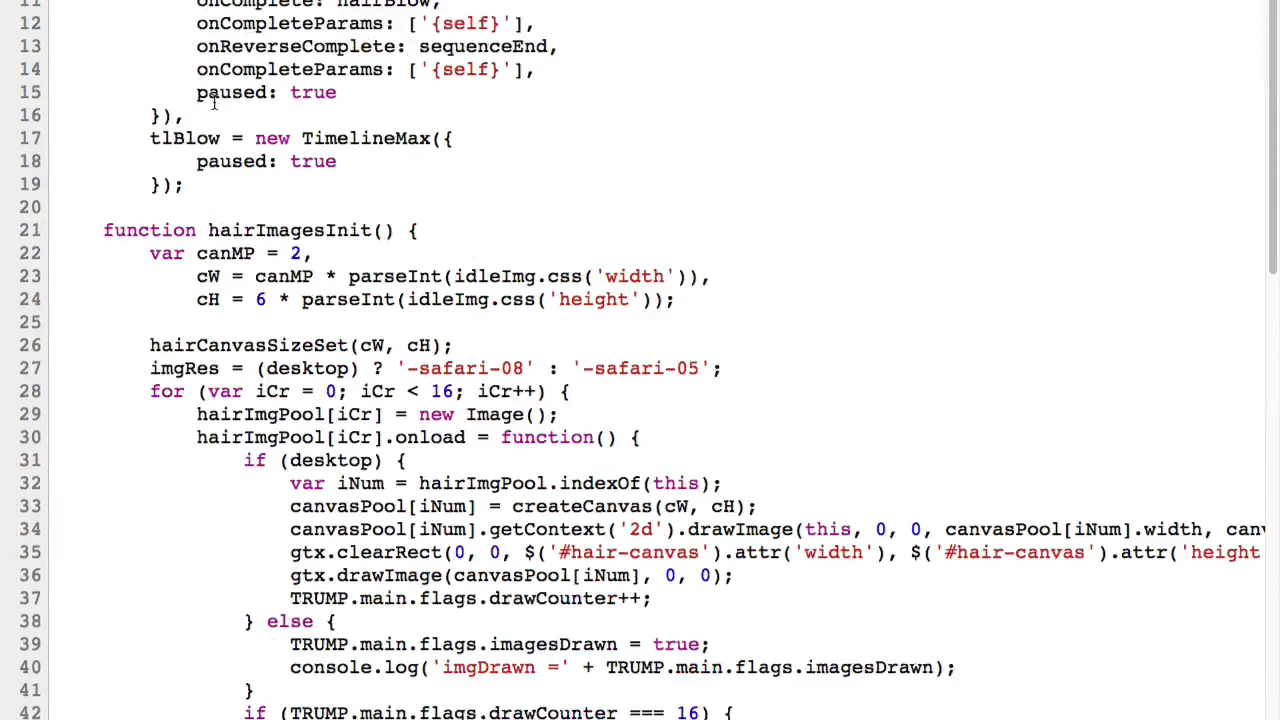 11 onComplete: hairBlow,
12 onCompleteParams: ['{self}'],
13 onReverseComplete: sequenceEnd,
14 onCompleteParams: ['{self}'],
15 paused: true
16 }),
17 tlBlow = new TimelineMax({
18 paused: true
19 });
20
21 function hairImagesInit() {
22 var canMP = 2,
23 cW = canMP * parseInt(idleImg.css('width')),
24 cH = 6 * parseInt(idleImg.css('height'));
25
26 hairCanvasSizeSet(cW, cH);
27 imgRes = (desktop) ? '-safari-08' : '-safari-05';
28 for (var iCr = 0; iCr < 16; iCr++) {
29 hairImgPool[iCr] = new Image();
30 hairImgPool[iCr].onload = function() {
31 if (desktop) {
32 var iNum = hairImgPool.indexOf(this);
33 canvasPool[iNum] = createCanvas(cW, cH);
34 canvasPool[iNum].getContext('2d').drawImage(this, 0, 0, canvasPool[iNum].width, can
35 gtx.clearRect(0, 0, $('#hair-canvas').attr('width'), $('#hair-canvas').attr('height
36 gtx.drawImage(canvasPool[iNum], 0, 0);
37 TRUMP.main.flags.drawCounter++;
38 } else {
39 TRUMP.main.flags.imagesDrawn = true;
40 console.log('imgDrawn =' + TRUMP.main.flags.imagesDrawn);
41 }
42 if (TRUMP.main.flags.drawCounter === 16) {